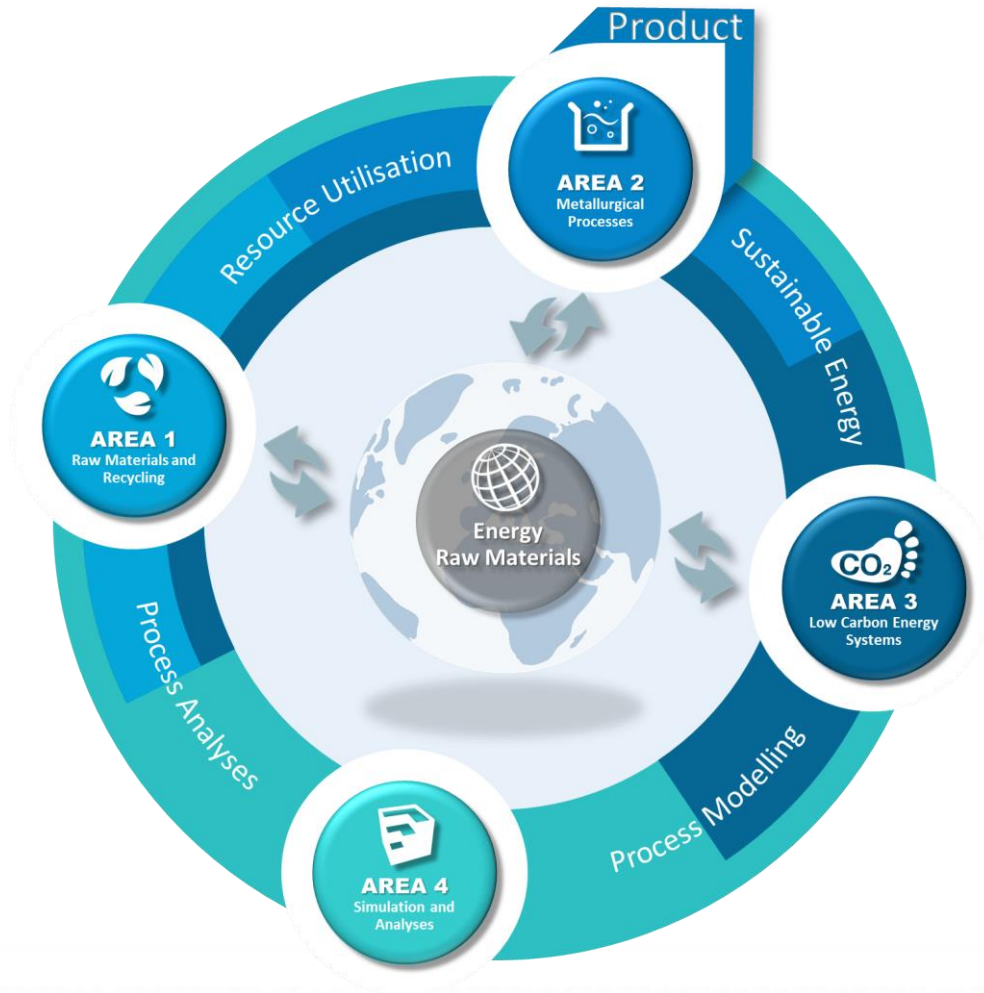 Product
AREA 2
Metallurgical
Processes
Resource Utilisation
Sustainable Energy
AREA 1
Raw Materials and
Recycling
Energy
Raw Materials
CO₂
AREA 3
Low Carbon Energy
Systems
Process Analyses
Process Modelling
AREA 4
Simulation and
Analyses